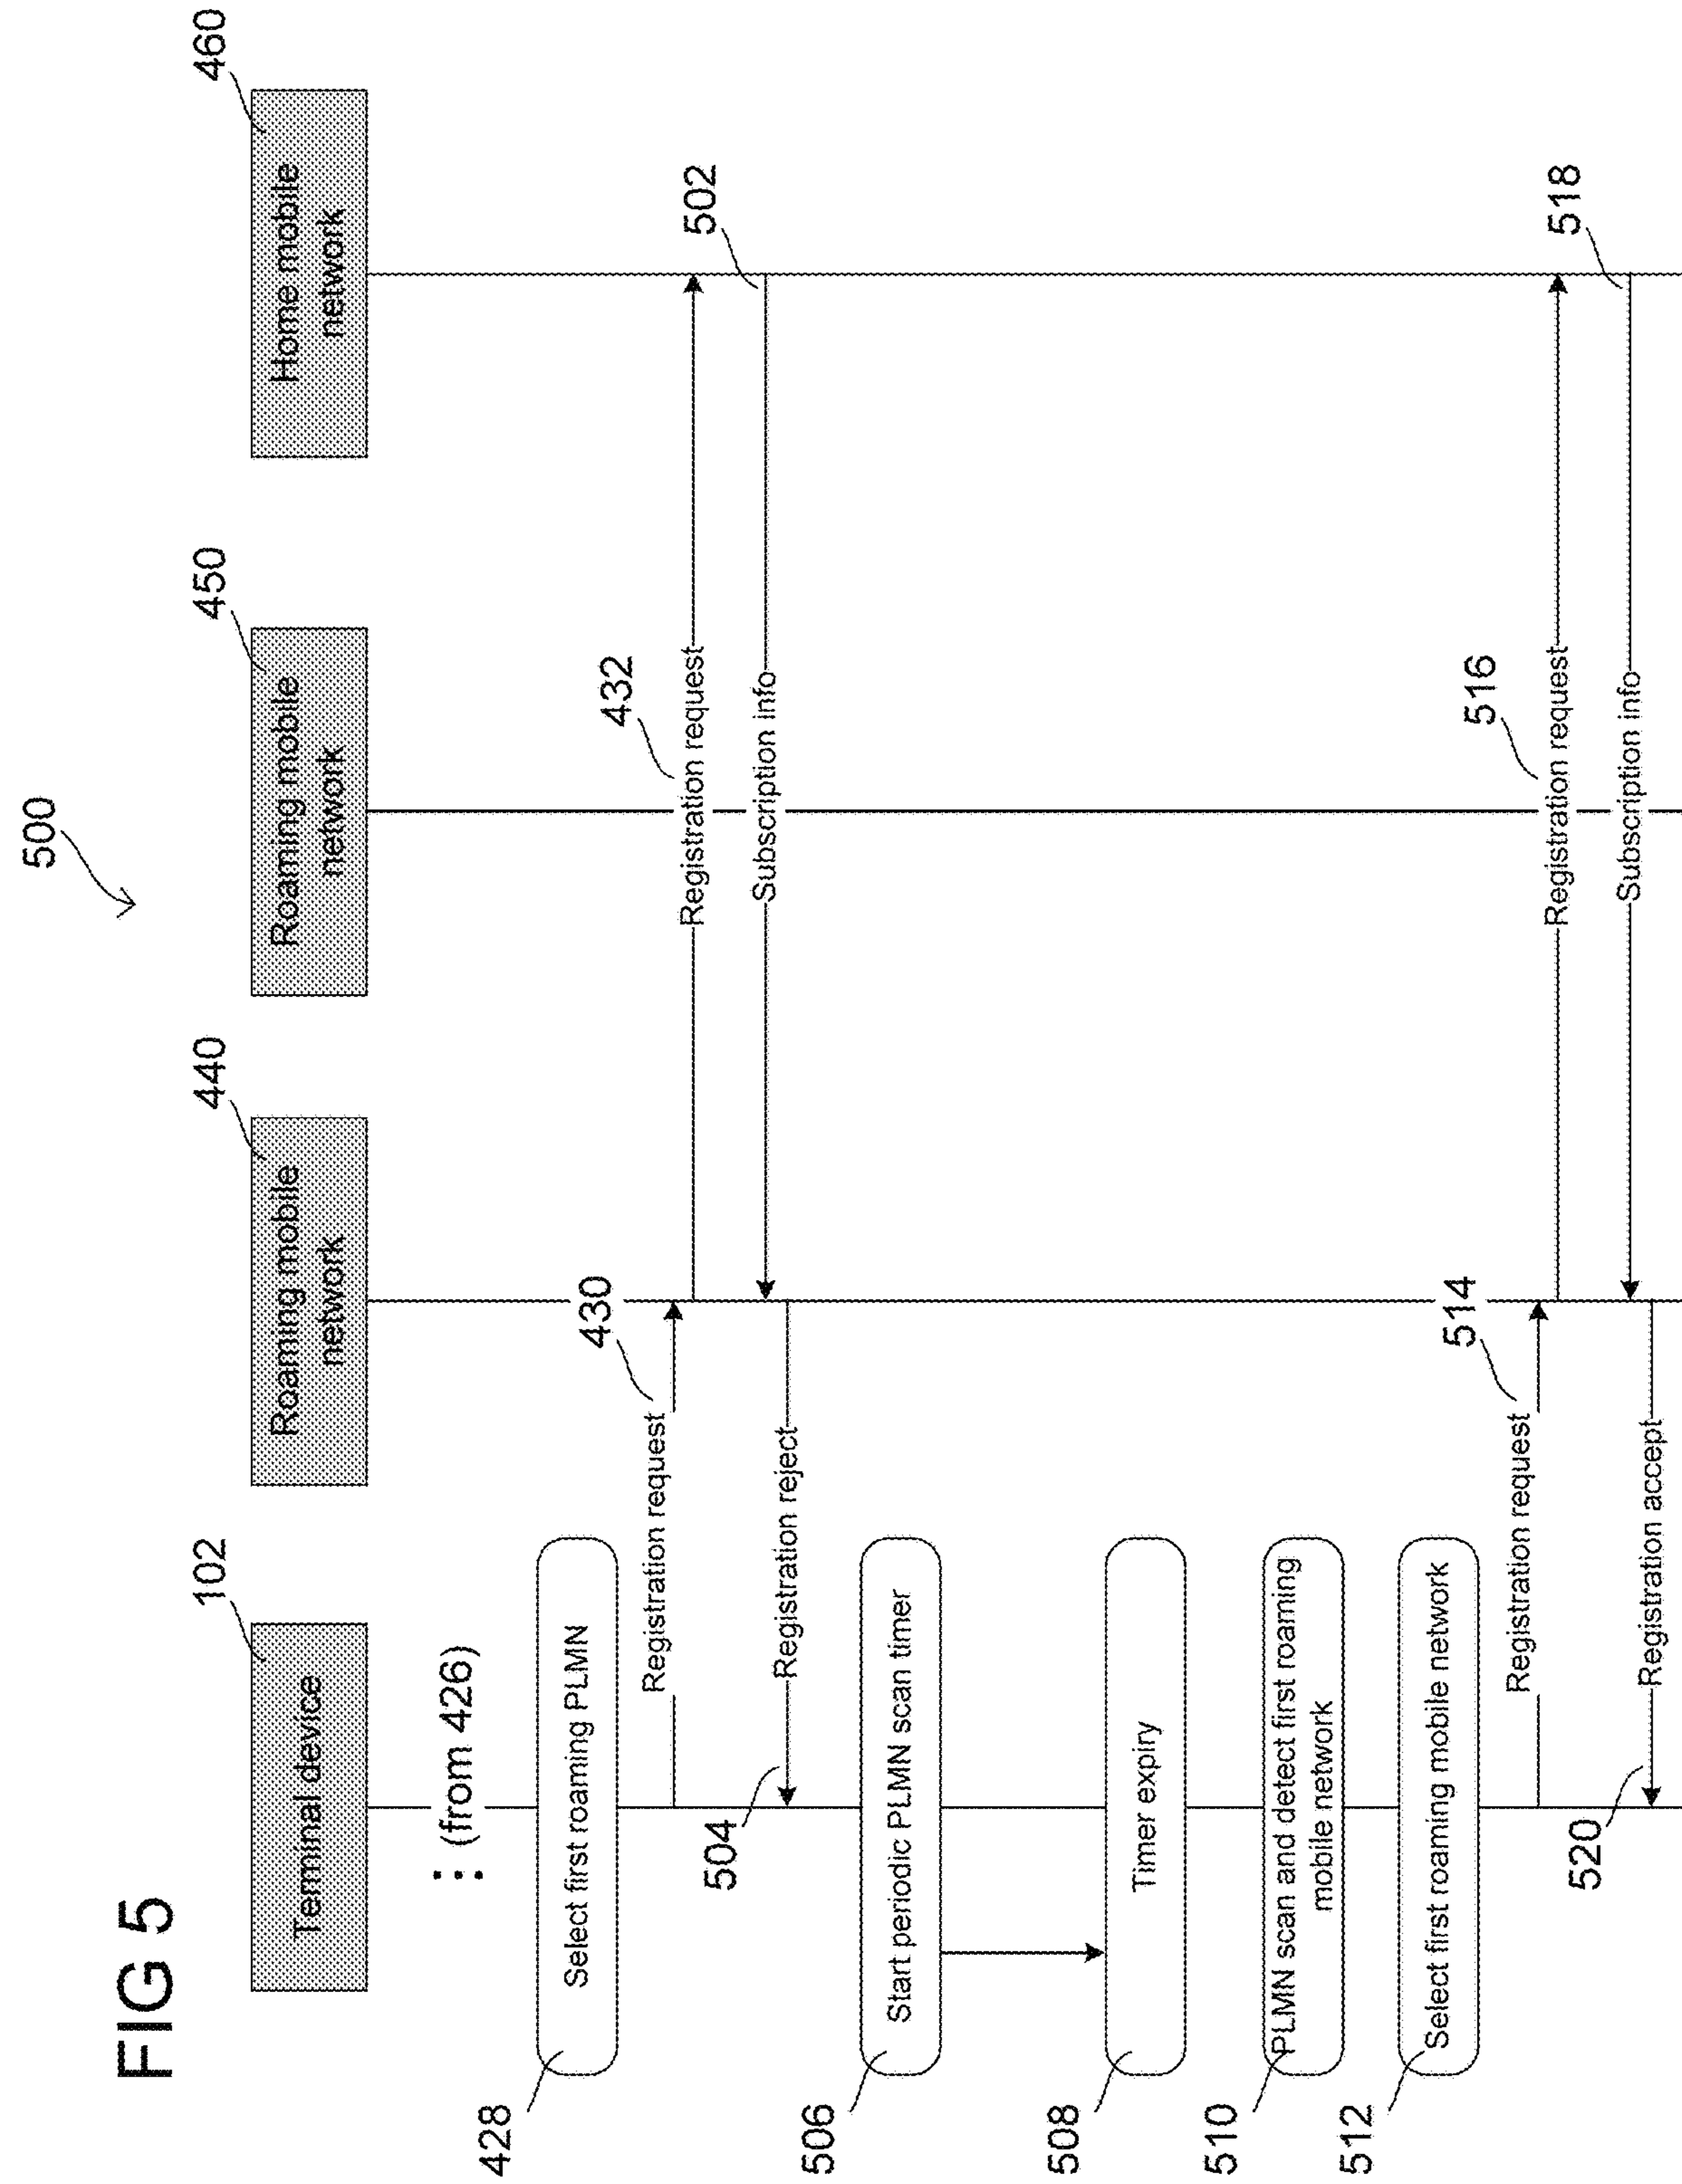 FIG 5
500
102
440
450
460
Terminal device
Roaming mobile
network
Roaming mobile
network
Home mobile
network
(from 426)
428
Select first roaming PLMN
430
Registration request
432
Registration request
502
Subscription info
504
Registration reject
506
Start periodic PLMN scan timer
508
Timer expiry
510
PLMN scan and detect first roaming
mobile network
512
Select first roaming mobile network
514
Registration request
516
Registration request
518
Subscription info
520
Registration accept